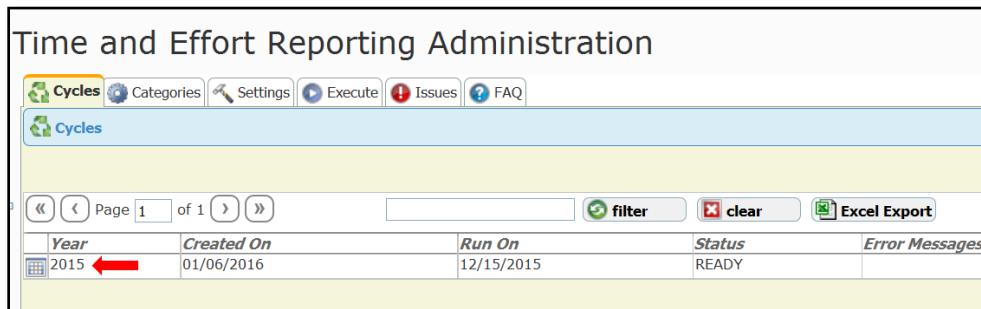 Time and Effort Reporting Administration
Cycles Categories Settings Execute Issues FAQ
Cycles
Page 1 of 1 filter clear Excel Export
Year Created On Run On Status Error Messages
2015 01/06/2016 12/15/2015 READY